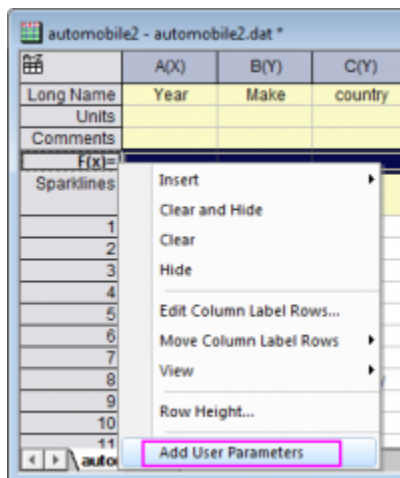 automobile2 - automobile2.dat *
A(X) B(Y) C(Y)
Long Name Year Make country
Units
Comments
F(x)=
Sparklines
1
2
3
4
5
6
7
8
9
10
11
Insert
Clear and Hide
Clear
Hide
Edit Column Label Rows...
Move Column Label Rows
View
Row Height...
Add User Parameters